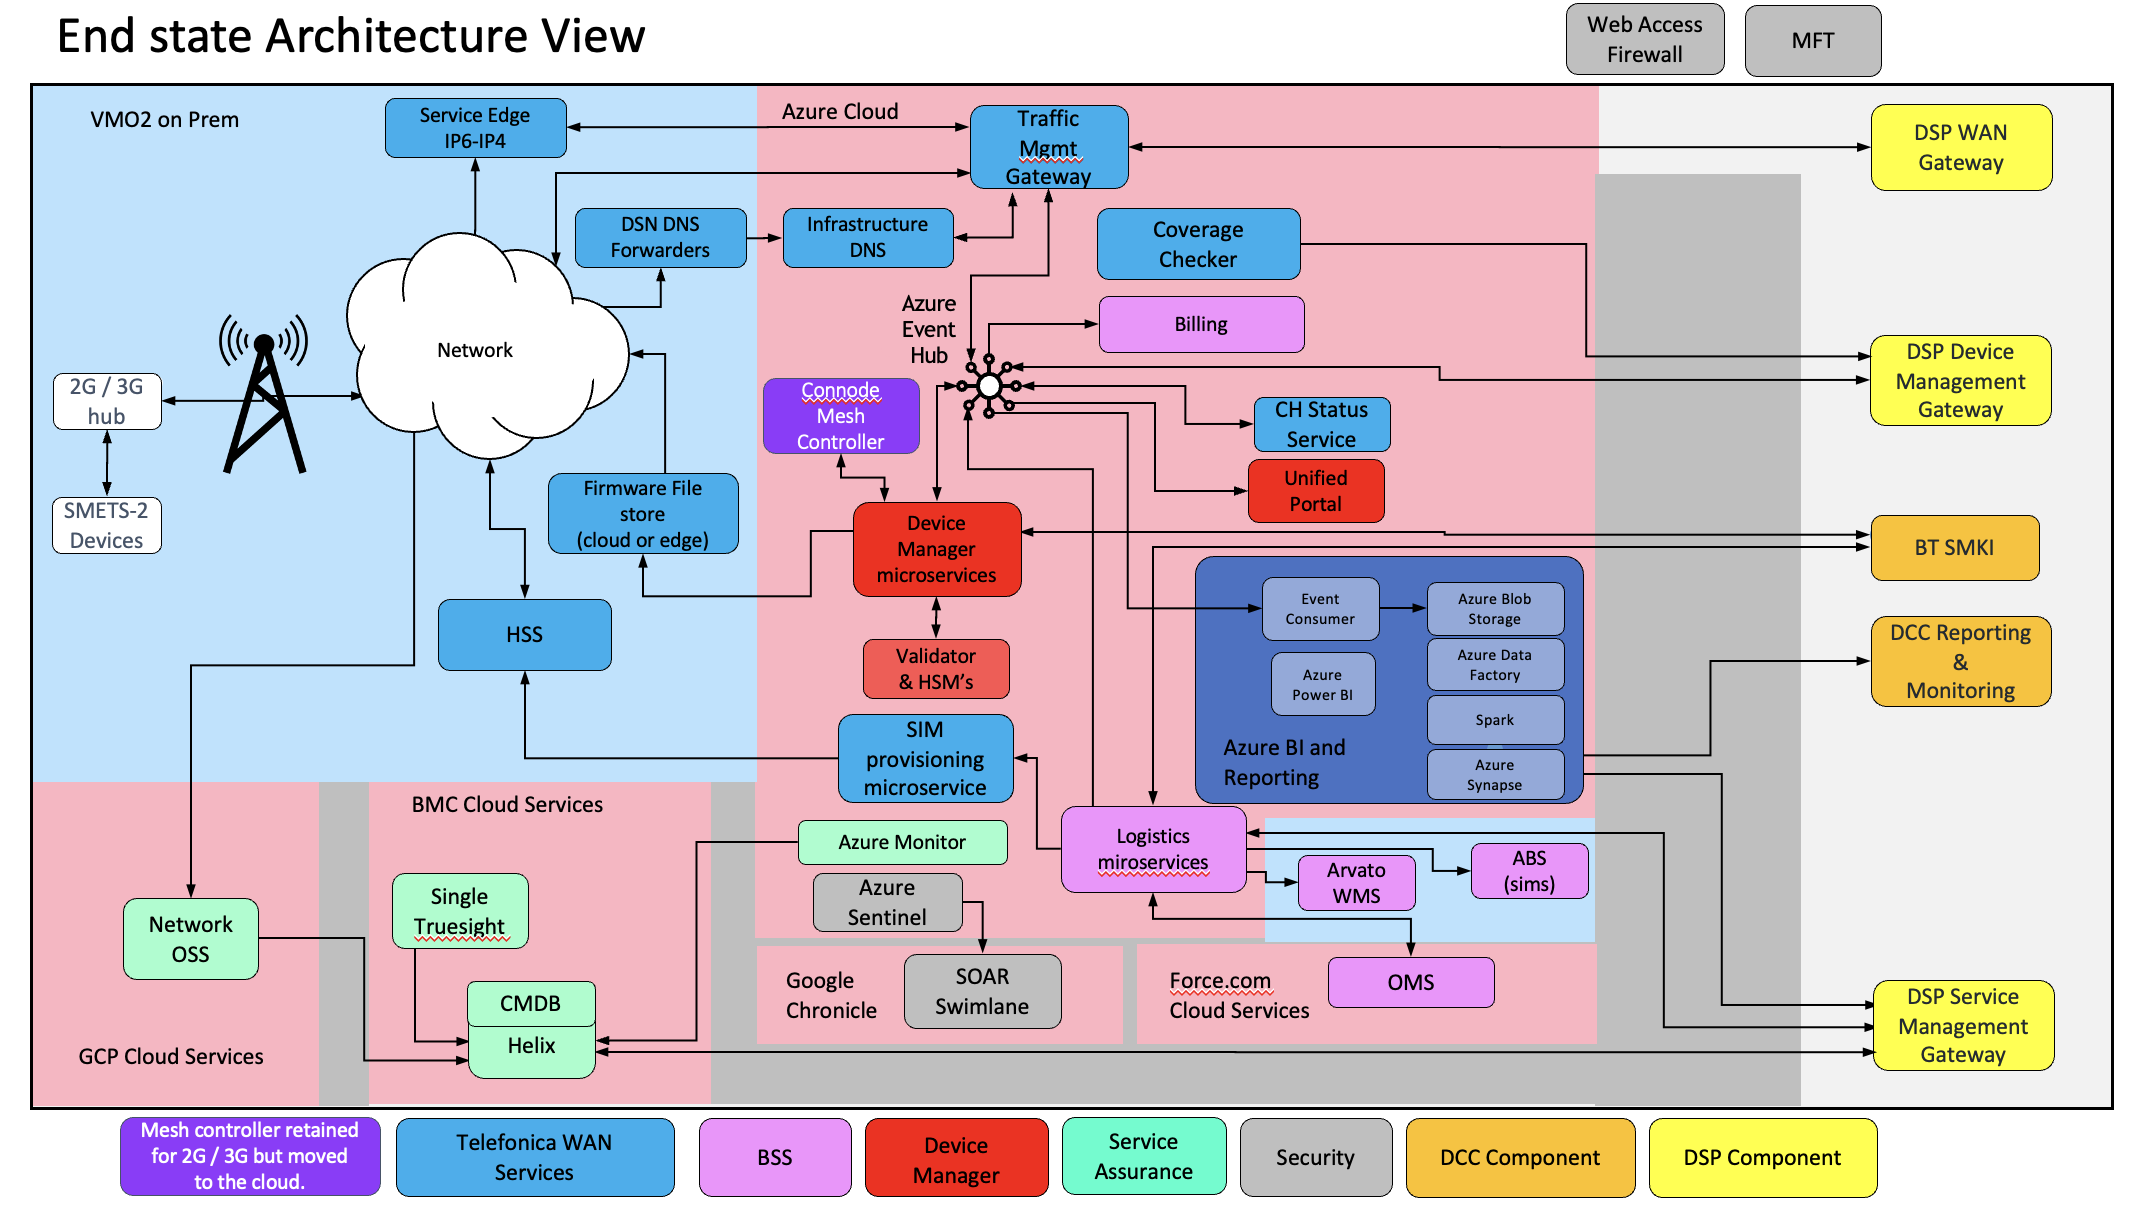 End state Architecture View
Web Access
Firewall
MFT
VMO2 on Prem
Service Edge
IP6-IP4
Azure Cloud
Traffic
Mgmt
Gateway
DSP WAN
Gateway
DSN DNS
Forwarders
Infrastructure
DNS
Coverage
Checker
Azure
Event
Hub
Billing
Network
2G / 3G
hub
SMETS-2
Devices
Connode
Mesh
Controller
CH Status
Service
Unified
Portal
DSP Device
Management
Gateway
Firmware File
store
(cloud or edge)
Device
Manager
microservices
BT SMKI
HSS
Validator
& HSM's
Event
Consumer
Azure Blob
Storage
Azure Data
Factory
Azure
Power BI
Spark
Azure
Synapse
Azure BI and
Reporting
DCC Reporting
&
Monitoring
SIM
provisioning
microservice
BMC Cloud Services
Azure Monitor
Logistics
miroservices
Arvato
WMS
ABS
(sims)
Single
Truesight
Azure
Sentinel
Network
OSS
CMDB
Helix
Google
Chronicle
SOAR
Swimlane
Force.com
Cloud Services
OMS
DSP Service
Management
Gateway
GCP Cloud Services
Mesh controller retained
for 2G / 3G but moved
to the cloud.
Telefonica WAN
Services
BSS
Device
Manager
Service
Assurance
Security
DCC Component
DSP Component